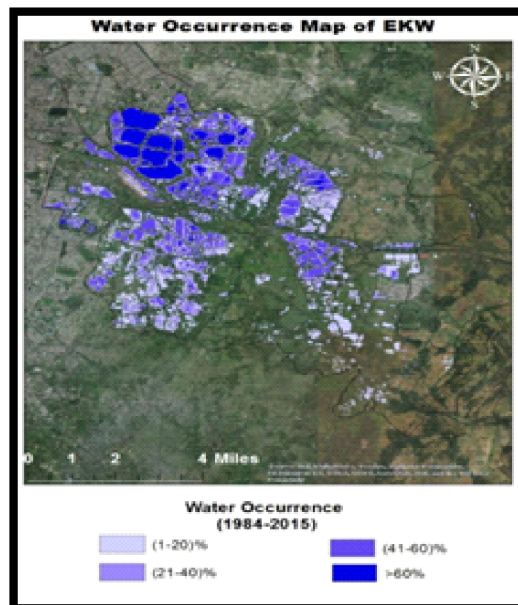 Water Occurrence Map of EKW
N
W E
S
0 1 2 4 Miles
Water Occurrence
(1984-2015)
(1-20)% (41-60)%
(21-40)% >60%